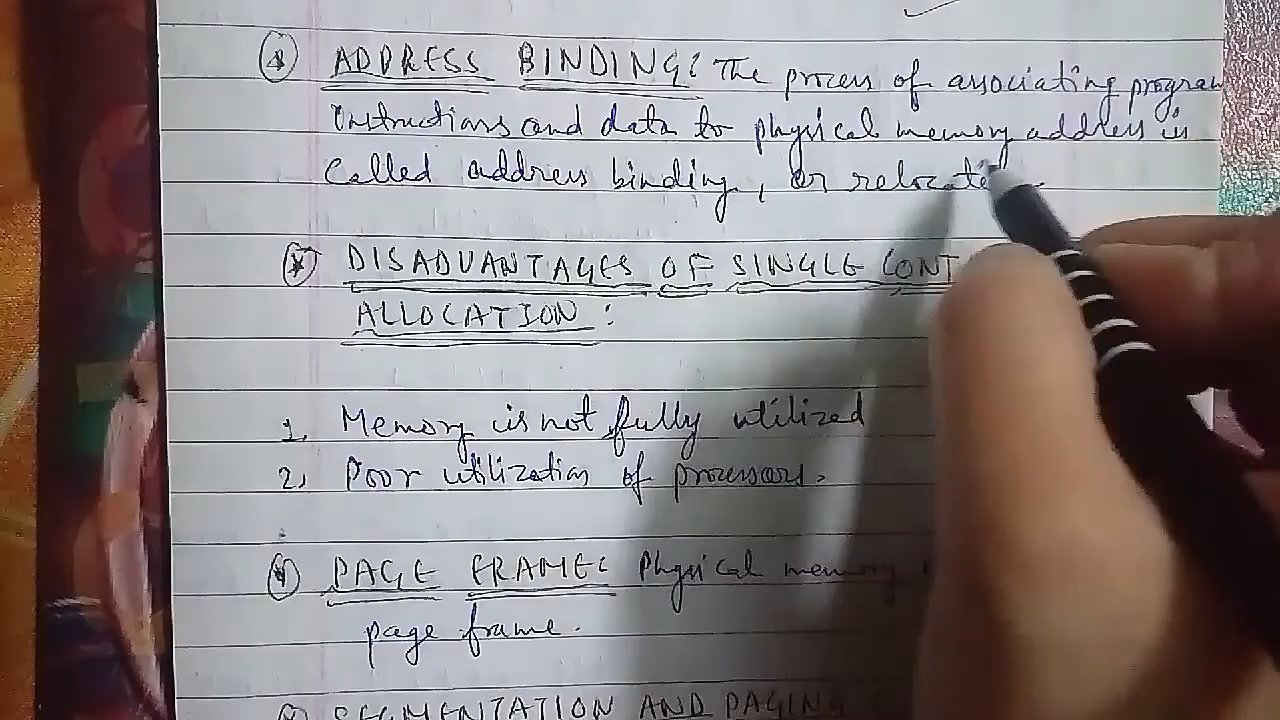 ADDRESS BINDING: The process of associating program
instructions and data to physical memory address is
called address binding, or
DISADVANTAGES OF SINGLE
ALLOCATION:
1. Memory is not fully utilized
2. Poor utilization of processors.
PAGE FRAME: Physical memory
page frame.
SEGMENTATION AND PAGING